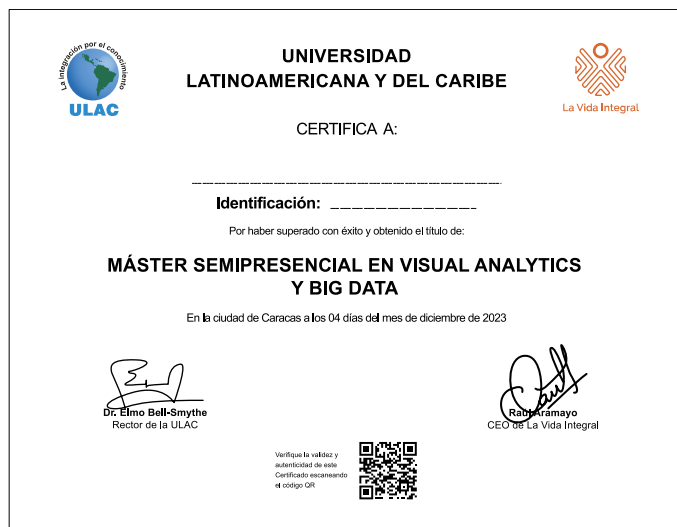 La integración por el conocimiento
ULAC
UNIVERSIDAD
LATINOAMERICANA Y DEL CARIBE
La Vida Integral
CERTIFICA A:
Identificación:
Por haber superado con éxito y obtenido el título de:
MÁSTER SEMIPRESENCIAL EN VISUAL ANALYTICS
Y BIG DATA
En la ciudad de Caracas a los 04 días del mes de diciembre de 2023
Dr. Elmo Bell-Smythe
Rector de la ULAC
Raúl Aramayo
CEO de La Vida Integral
Verifique la validez y
autenticidad de este
Certificado escaneando
el código QR